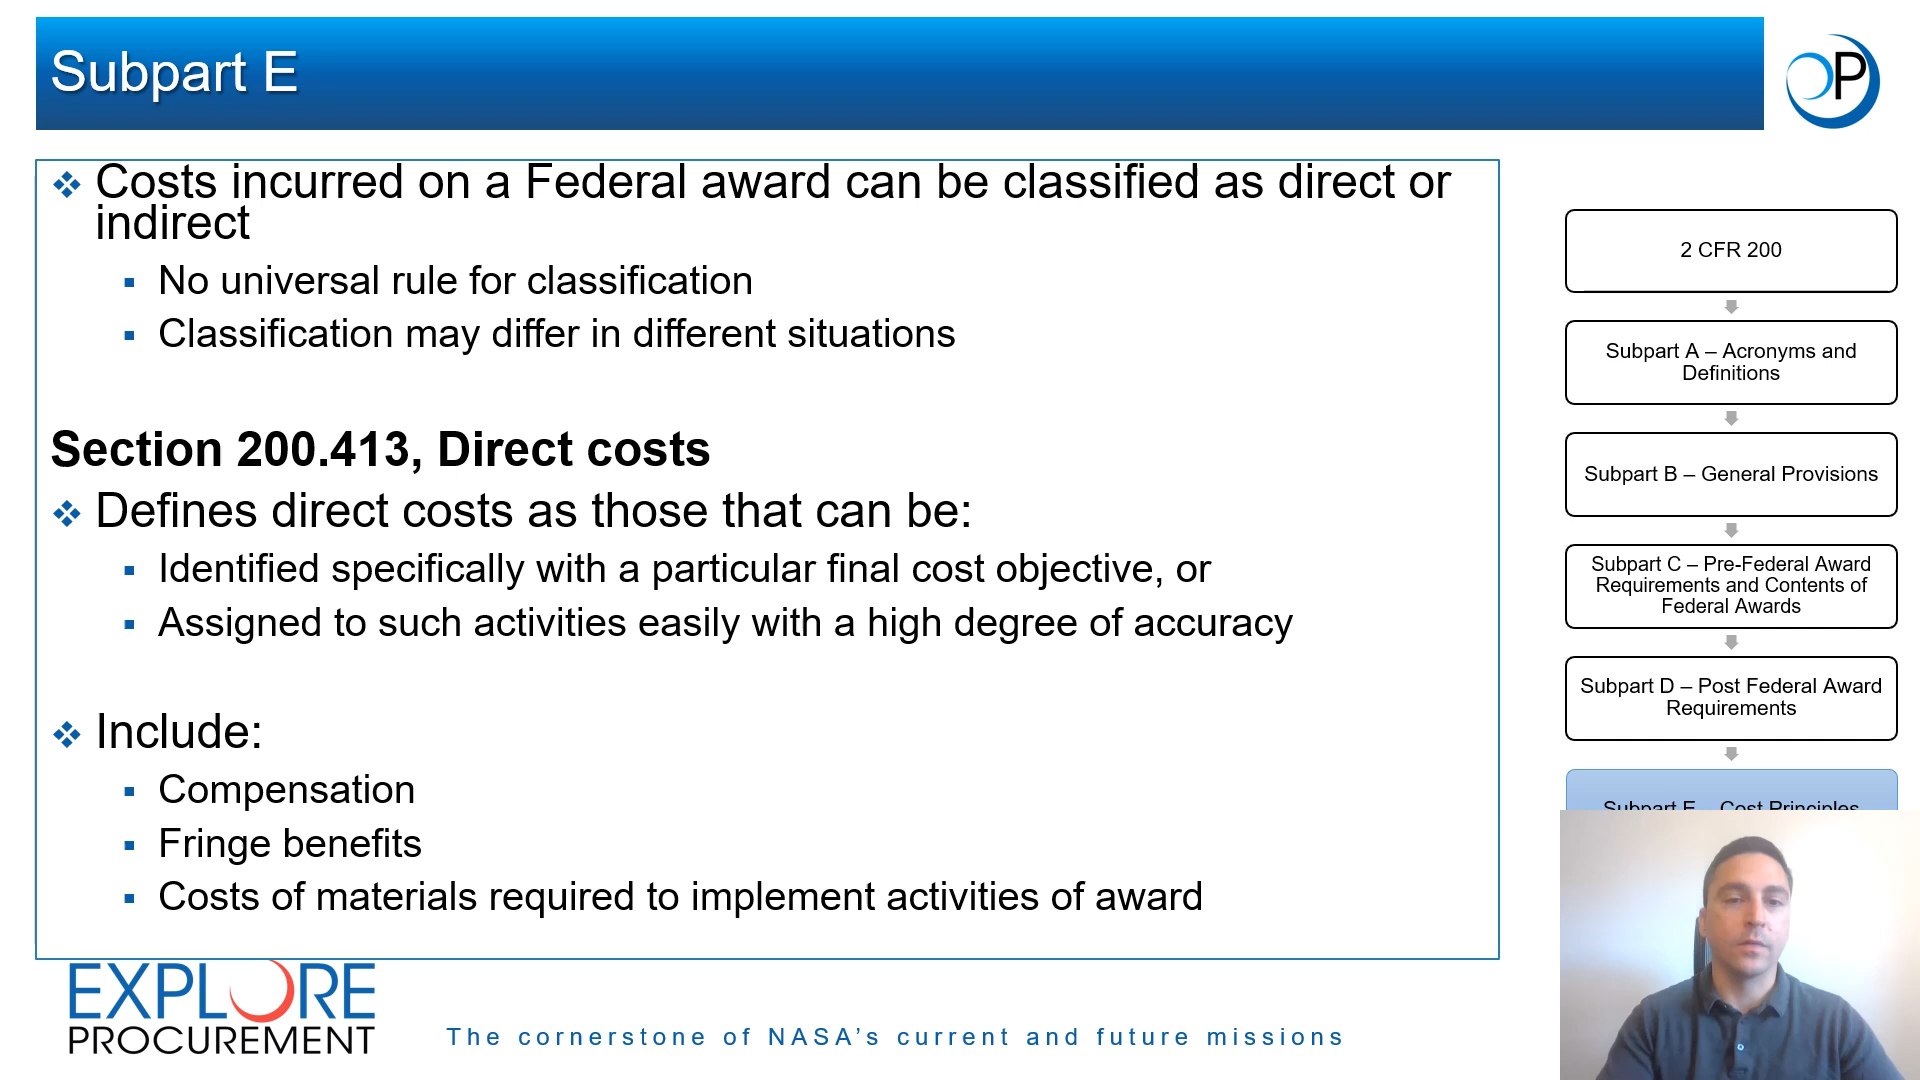 Subpart E
P
Costs incurred on a Federal award can be classified as direct or
indirect
No universal rule for classification
Classification may differ in different situations
Section 200.413, Direct costs
Defines direct costs as those that can be:
Identified specifically with a particular final cost objective, or
Assigned to such activities easily with a high degree of accuracy
Include:
Compensation
Fringe benefits
Costs of materials required to implement activities of award
2 CFR 200
Subpart A – Acronyms and
Definitions
Subpart B – General Provisions
Subpart C – Pre-Federal Award
Requirements and Contents of
Federal Awards
Subpart D – Post Federal Award
Requirements
Subpart E – Cost Principles
EXPLORE
PROCUREMENT
The cornerstone of NASA’s current and future missions